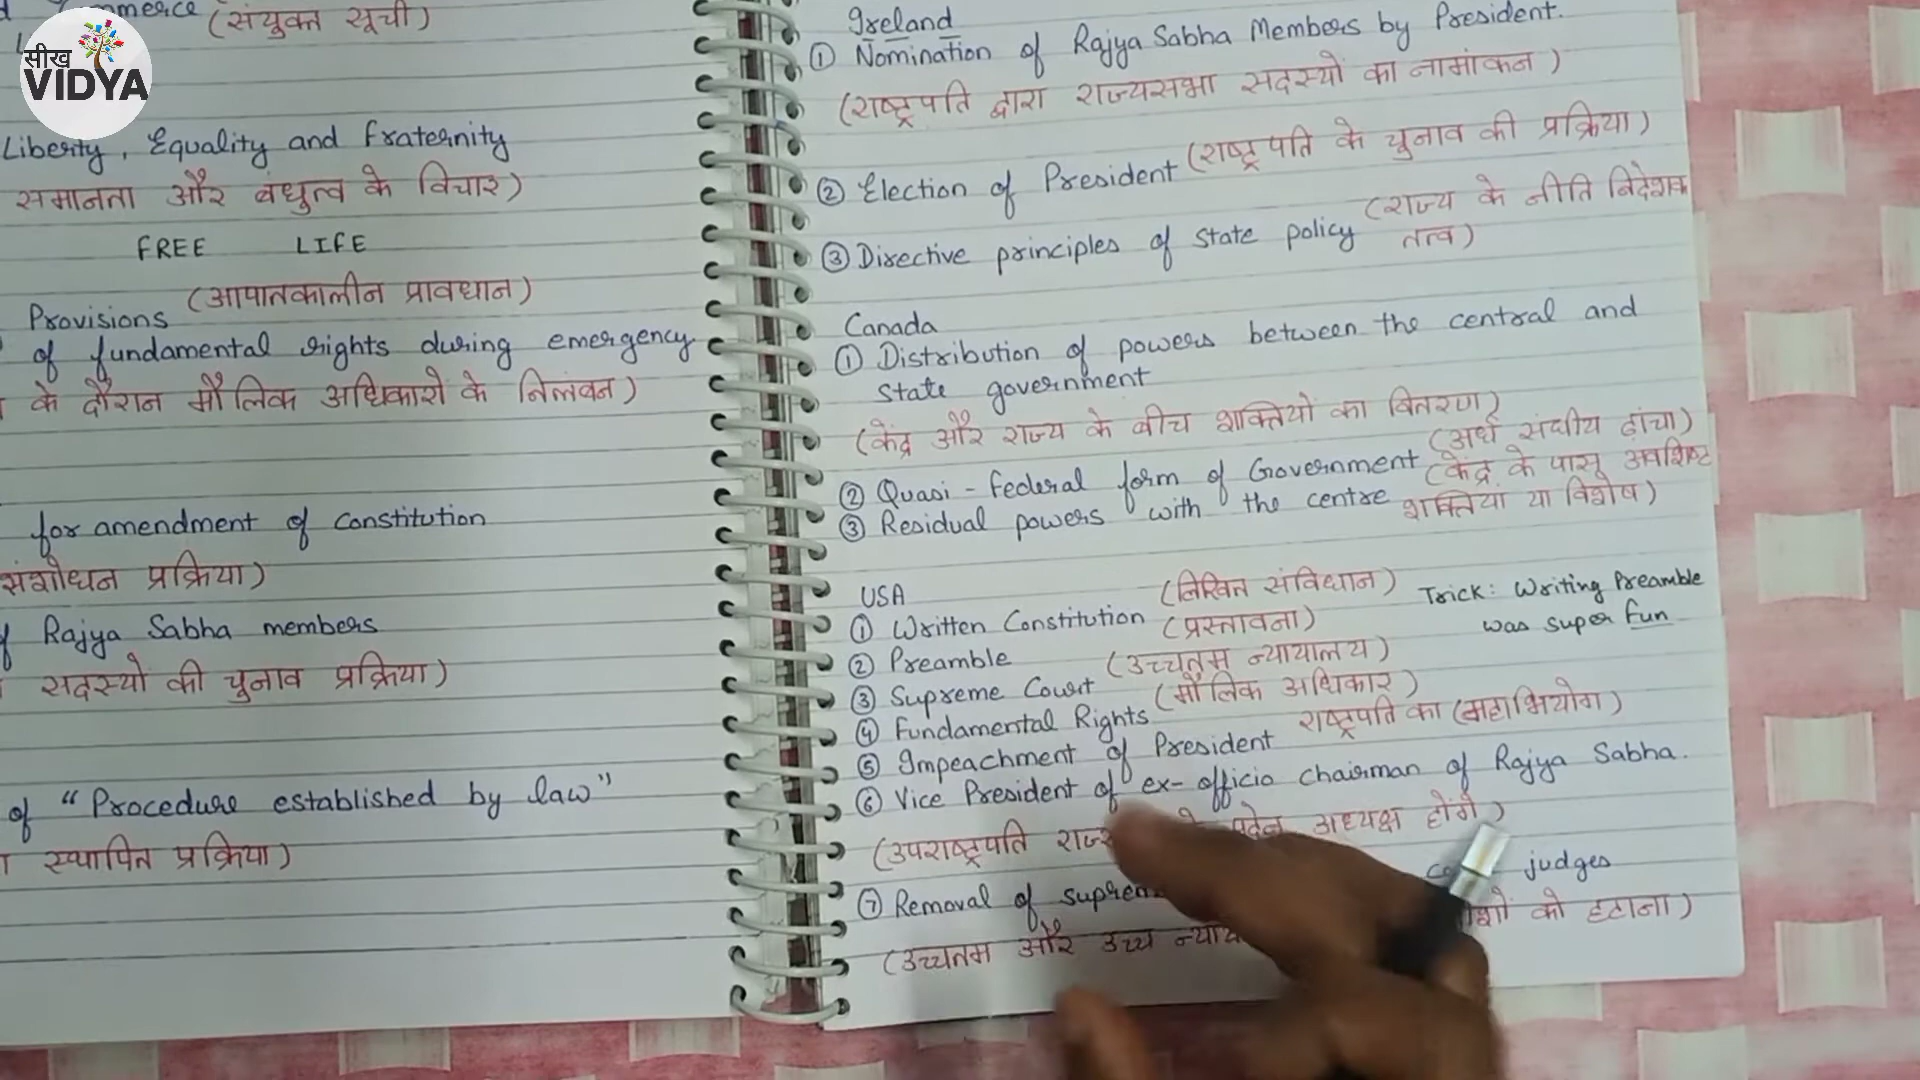 सीख
VIDYA
commerce (संयुक्त सूची)
Liberty, Equality and Fraternity
समानता और बंधुत्व के विचार)
FREE LIFE
Provisions (आपातकालीन प्रावधान)
of fundamental rights during emergency
के दौरान मौलिक अधिकारो के निलंबन)
for amendment of constitution
संशोधन प्रक्रिया)
Rajya Sabha members
सदस्यो की चुनाव प्रक्रिया)
of "Procedure established by law"
स्थापित प्रक्रिया)
Ireland
① Nomination of Rajya Sabha Members by President.
(राष्ट्रपति द्वारा राज्यसभा सदस्यों का नामांकन)
② Election of President (राष्ट्रपति के चुनाव की प्रक्रिया)
③ Directive principles of state policy (राज्य के नीति निदेशक
तत्व)
Canada
① Distribution of powers between the central and
state government
(केंद्र और राज्य के बीच शक्तियों का वितरण)
② Quasi-federal form of Government (अर्ध संघीय ढांचा)
③ Residual powers with the centre (केंद्र के पास अवशिष्ट
शक्तियां या विशेष)
USA
① Written Constitution (लिखित संविधान)
Trick: Writing Preamble
was super fun
② Preamble (प्रस्तावना)
③ Supreme Court (उच्चतम न्यायालय)
④ Fundamental Rights (मौलिक अधिकार)
⑤ Impeachment of President राष्ट्रपति का (महाभियोग)
⑥ Vice President of ex-officio chairman of Rajya Sabha.
(उपराष्ट्रपति अध्यक्ष होंगे)
⑦ Removal of judges
(उच्चतम और उच्च को हटाना)